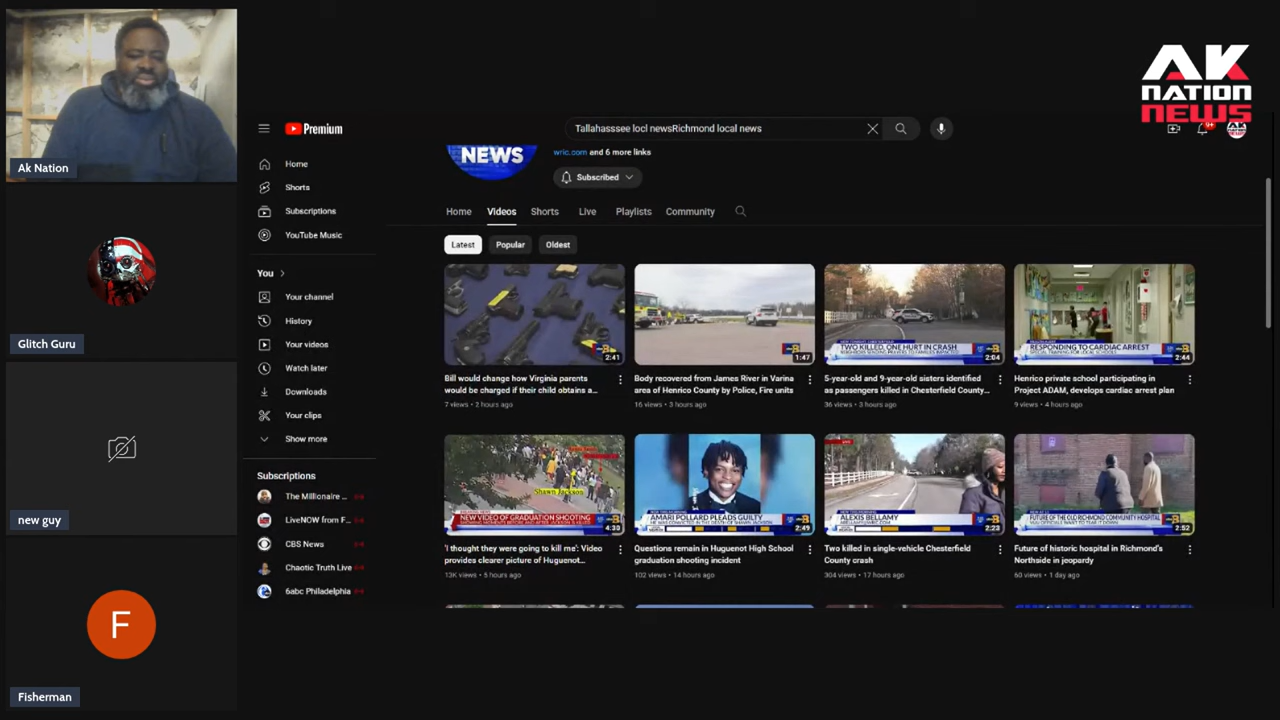 Ak Nation
Glitch Guru
new guy
F
Fisherman
AK
NATION
NEWS
Premium
Tallahasssee locl newsRichmond local news
9+
Home
Shorts
Subscriptions
YouTube Music
You
Your channel
History
Your videos
Watch later
Downloads
Your clips
Show more
Subscriptions
The Millionaire ...
LiveNOW from F...
CBS News
Chaotic Truth Live
6abc Philadelphia
NEWS
wric.com and 6 more links
Subscribed
Home Videos Shorts Live Playlists Community
Latest Popular Oldest
2:41
Bill would change how Virginia parents
would be charged if their child obtains a...
7 views • 2 hours ago
1:47
Body recovered from James River in Varina
area of Henrico County by Police, Fire units
16 views • 3 hours ago
TWO KILLED, ONE HURT IN CRASH
2:04
5-year-old and 9-year-old sisters identified
as passengers killed in Chesterfield County...
36 views • 3 hours ago
RESPONDING TO CARDIAC ARREST
2:44
Henrico private school participating in
Project ADAM, develops cardiac arrest plan
9 views • 4 hours ago
Shawn Jackson
NEW VIDEO OF GRADUATION SHOOTING
4:33
'I thought they were going to kill me': Video
provides clearer picture of Huguenot...
13K views • 5 hours ago
AMARI POLLARD PLEADS GUILTY
2:49
Questions remain in Huguenot High School
graduation shooting incident
102 views • 14 hours ago
ALEXIS BELLAMY
2:23
Two killed in single-vehicle Chesterfield
County crash
304 views • 17 hours ago
FUTURE OF THE OLD RICHMOND COMMUNITY HOSPITAL
2:52
Future of historic hospital in Richmond's
Northside in jeopardy
60 views • 1 day ago